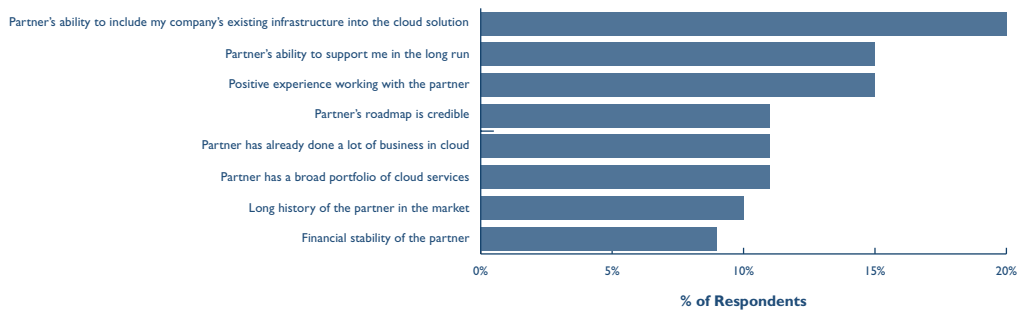 Partner’s ability to include my company’s existing infrastructure into the cloud solution
Partner’s ability to support me in the long run
Positive experience working with the partner
Partner’s roadmap is credible
Partner has already done a lot of business in cloud
Partner has a broad portfolio of cloud services
Long history of the partner in the market
Financial stability of the partner
0% 5% 10% 15% 20%
% of Respondents